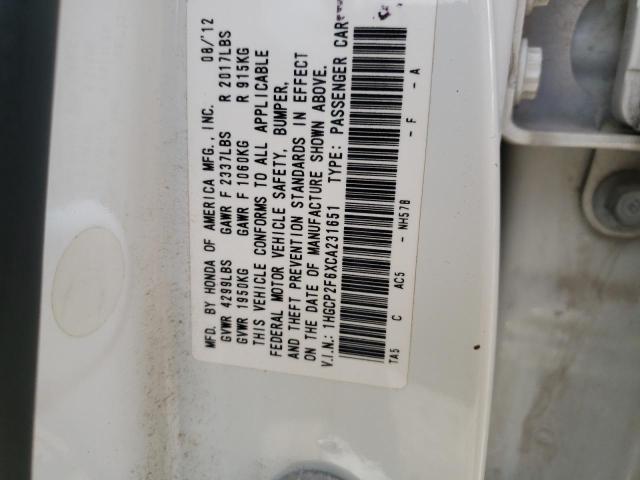 MFD. BY HONDA OF AMERICA MFG., INC. 08/'12
GVWR 4299LBS GAWR F 2337LBS R 2017LBS
GVWR 1950KG GAWR F 1060KG R 915KG
THIS VEHICLE CONFORMS TO ALL APPLICABLE
FEDERAL MOTOR VEHICLE SAFETY, BUMPER,
AND THEFT PREVENTION STANDARDS IN EFFECT
ON THE DATE OF MANUFACTURE SHOWN ABOVE.
V.I.N.: 1HGCP2F6XCA231651 TYPE: PASSENGER CAR
TA5 C AC5 - NH578 - F - A